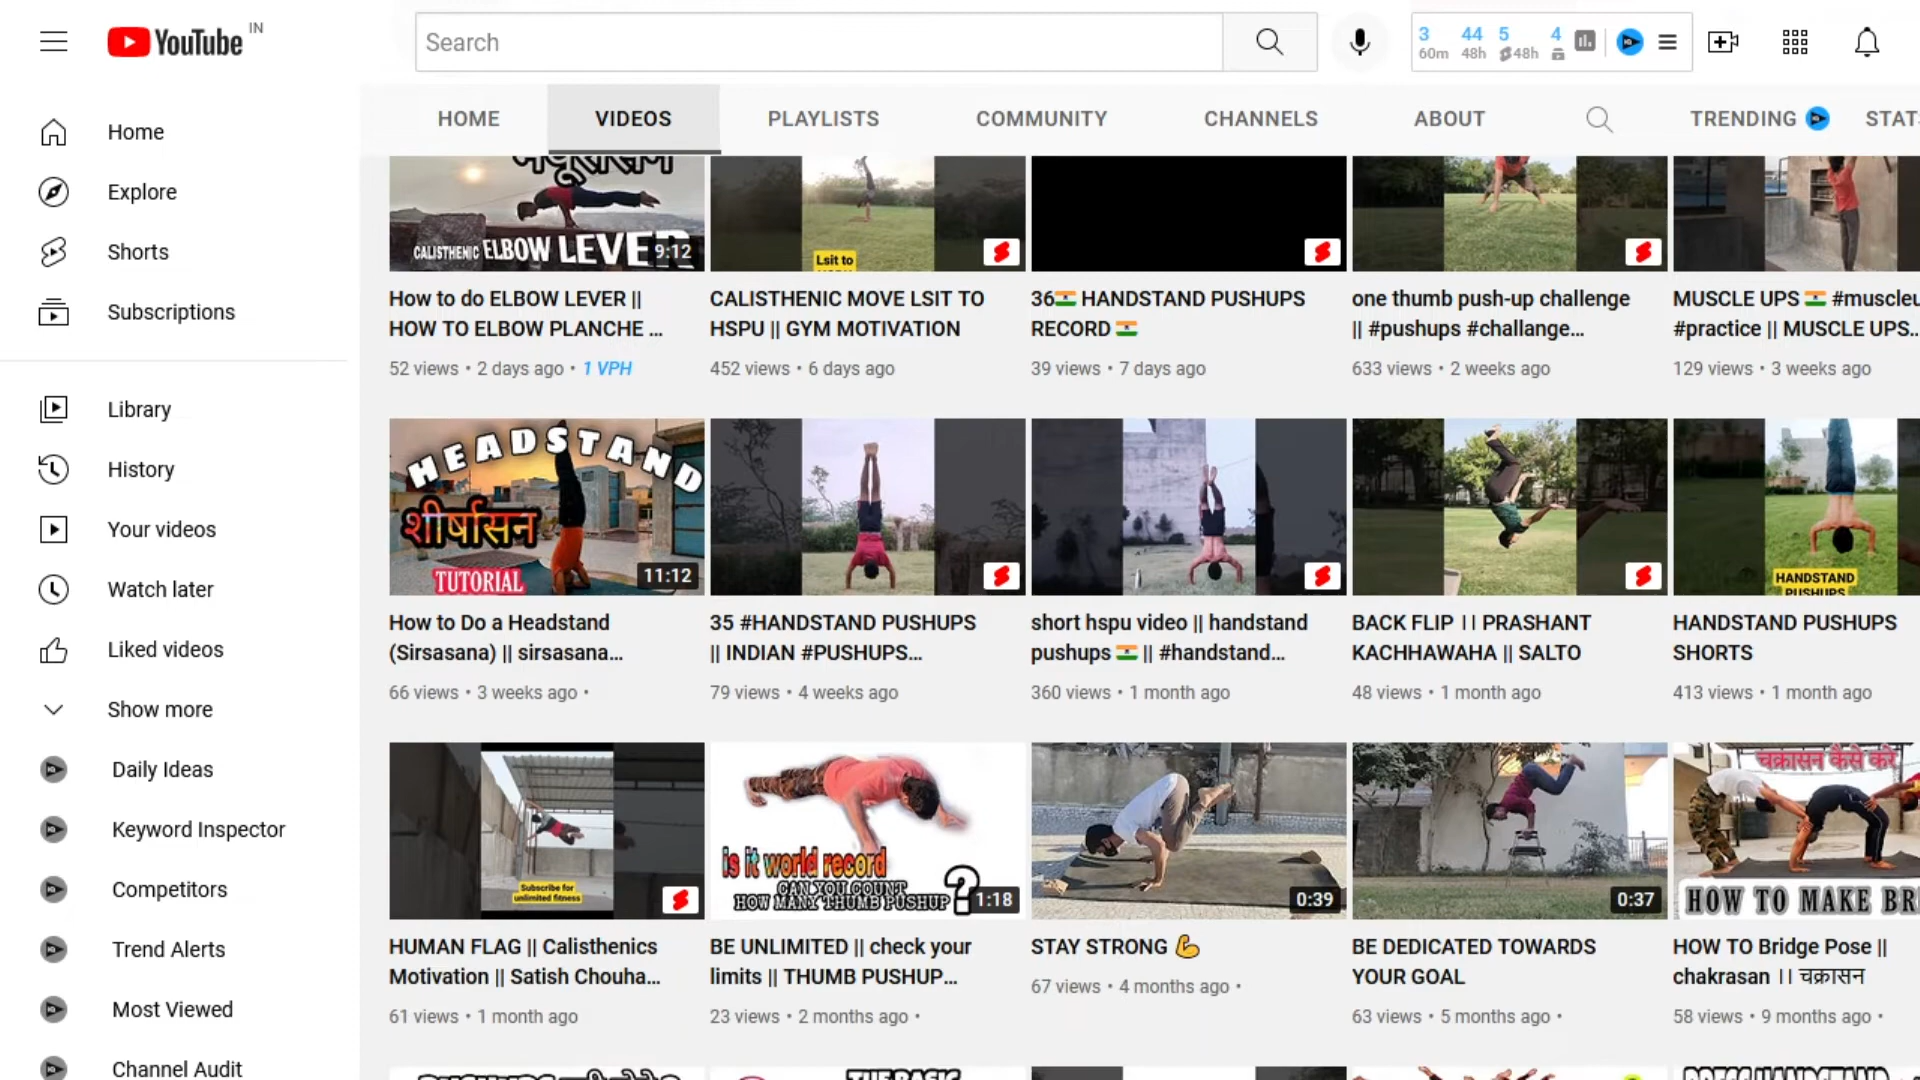 YouTube IN
Search
3 44 5 4
60m 48h 48h
HOME VIDEOS PLAYLISTS COMMUNITY CHANNELS ABOUT TRENDING STATS
Home
Explore
Shorts
Subscriptions
Library
History
Your videos
Watch later
Liked videos
Show more
Daily Ideas
Keyword Inspector
Competitors
Trend Alerts
Most Viewed
Channel Audit
CALISTHENIC ELBOW LEVER
9:12
Lsit to
How to do ELBOW LEVER ||
HOW TO ELBOW PLANCHE ...
52 views • 2 days ago • 1 VPH
CALISTHENIC MOVE LSIT TO
HSPU || GYM MOTIVATION
452 views • 6 days ago
36🇮🇳 HANDSTAND PUSHUPS
RECORD 🇮🇳
39 views • 7 days ago
one thumb push-up challenge
|| #pushups #challange...
633 views • 2 weeks ago
MUSCLE UPS 🇮🇳 #muscleu
#practice || MUSCLE UPS...
129 views • 3 weeks ago
HEADSTAND
शीर्षासन
TUTORIAL
11:12
HANDSTAND
PUSHUPS
How to Do a Headstand
(Sirsasana) || sirsasana...
66 views • 3 weeks ago •
35 #HANDSTAND PUSHUPS
|| INDIAN #PUSHUPS...
79 views • 4 weeks ago
short hspu video || handstand
pushups 🇮🇳 || #handstand...
360 views • 1 month ago
BACK FLIP ।। PRASHANT
KACHHAWAHA || SALTO
48 views • 1 month ago
HANDSTAND PUSHUPS
SHORTS
413 views • 1 month ago
Subscribe for
unlimited fitness
is it world record
CAN YOU COUNT
HOW MANY THUMB PUSHUP ?
1:18
0:39
0:37
चक्रासन कैसे करे
HOW TO MAKE BR
HUMAN FLAG || Calisthenics
Motivation || Satish Chouha...
61 views • 1 month ago
BE UNLIMITED || check your
limits || THUMB PUSHUP...
23 views • 2 months ago •
STAY STRONG 💪
67 views • 4 months ago •
BE DEDICATED TOWARDS
YOUR GOAL
63 views • 5 months ago •
HOW TO Bridge Pose ||
chakrasan ।। चक्रासन
58 views • 9 months ago •
THE BASIC